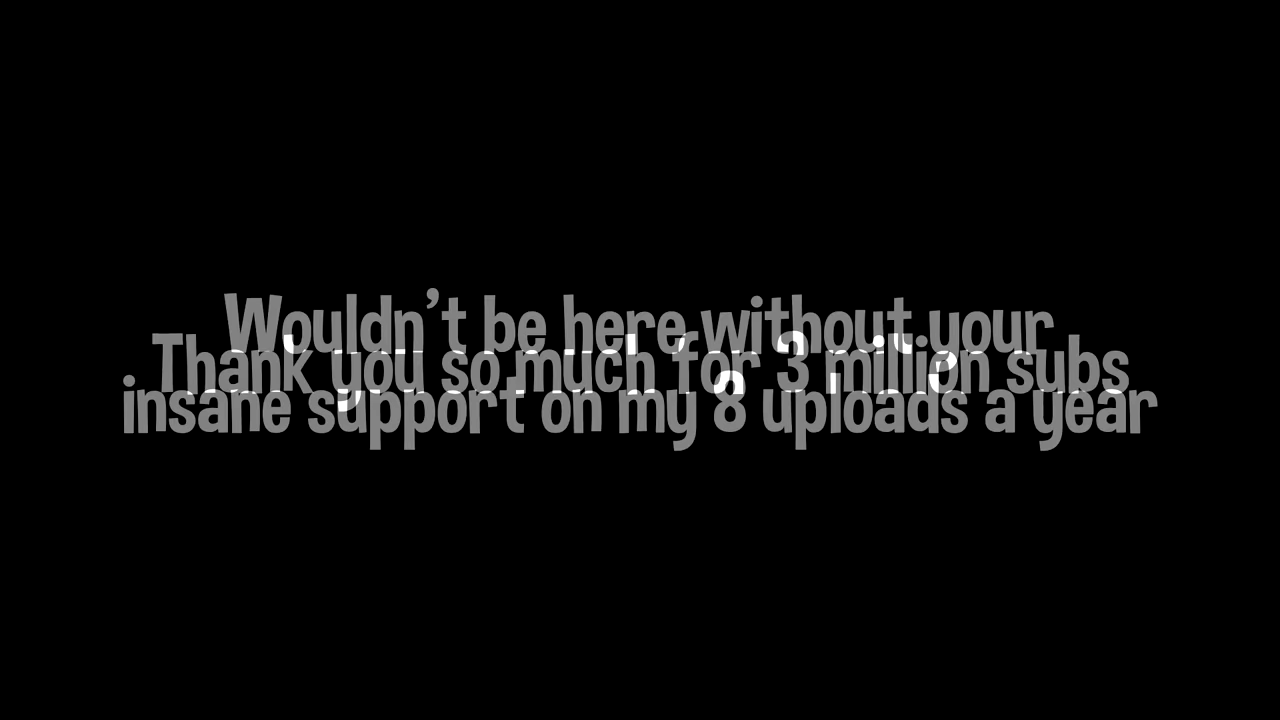 Wouldn't be here without your
Thank you so much for 3 million subs
insane support on my 8 uploads a year